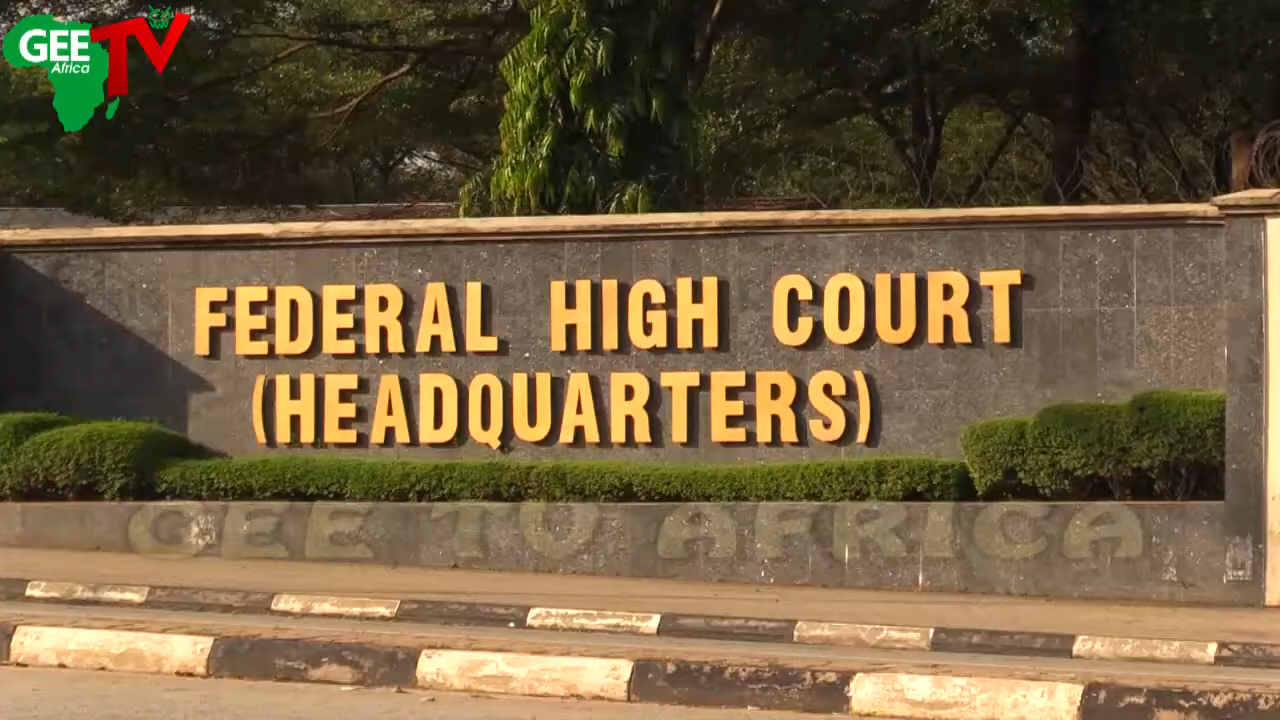 GEE TV
Africa
FEDERAL HIGH COURT
(HEADQUARTERS)
GEE TV AFRICA